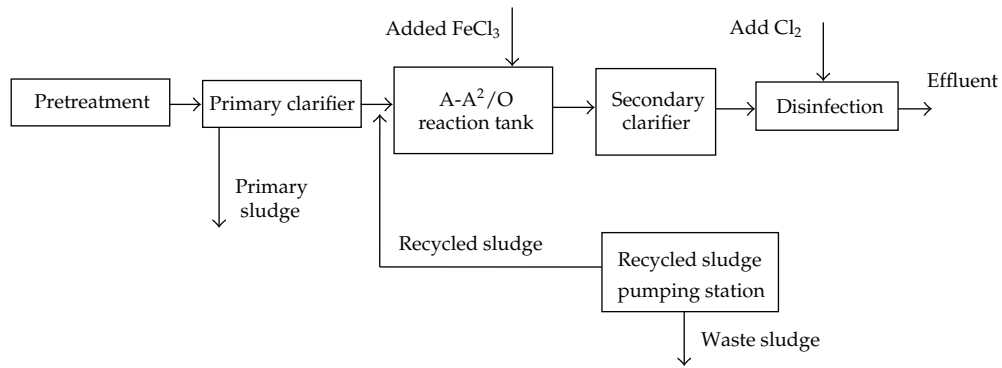 Added FeCl₃
Add Cl₂
Pretreatment
Primary clarifier
A-A²/O
reaction tank
Secondary
clarifier
Disinfection
Effluent
Primary
sludge
Recycled sludge
Recycled sludge
pumping station
Waste sludge